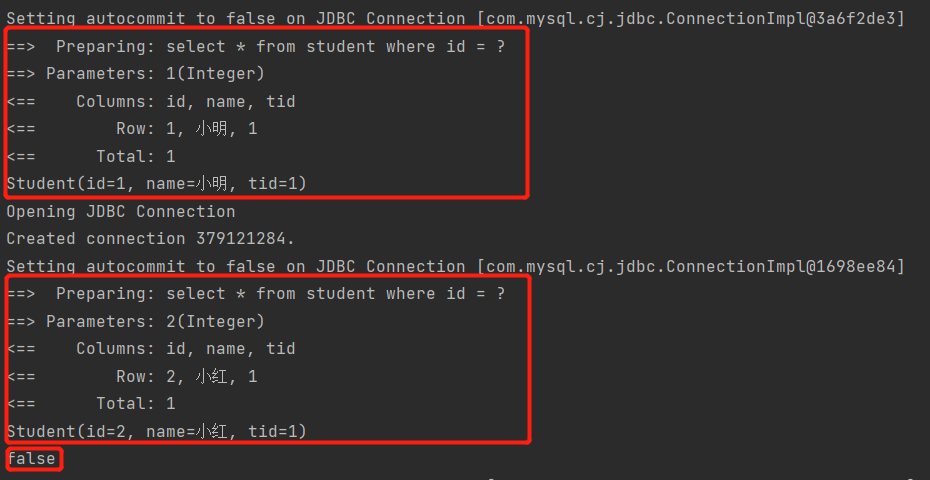 Setting autocommit to false on JDBC Connection [com.mysql.cj.jdbc.ConnectionImpl@3a6f2de3]
==>  Preparing: select * from student where id = ?
==> Parameters: 1(Integer)
<==    Columns: id, name, tid
<==        Row: 1, 小明, 1
<==      Total: 1
Student(id=1, name=小明, tid=1)
Opening JDBC Connection
Created connection 379121284.
Setting autocommit to false on JDBC Connection [com.mysql.cj.jdbc.ConnectionImpl@1698ee84]
==>  Preparing: select * from student where id = ?
==> Parameters: 2(Integer)
<==    Columns: id, name, tid
<==        Row: 2, 小红, 1
<==      Total: 1
Student(id=2, name=小红, tid=1)
false